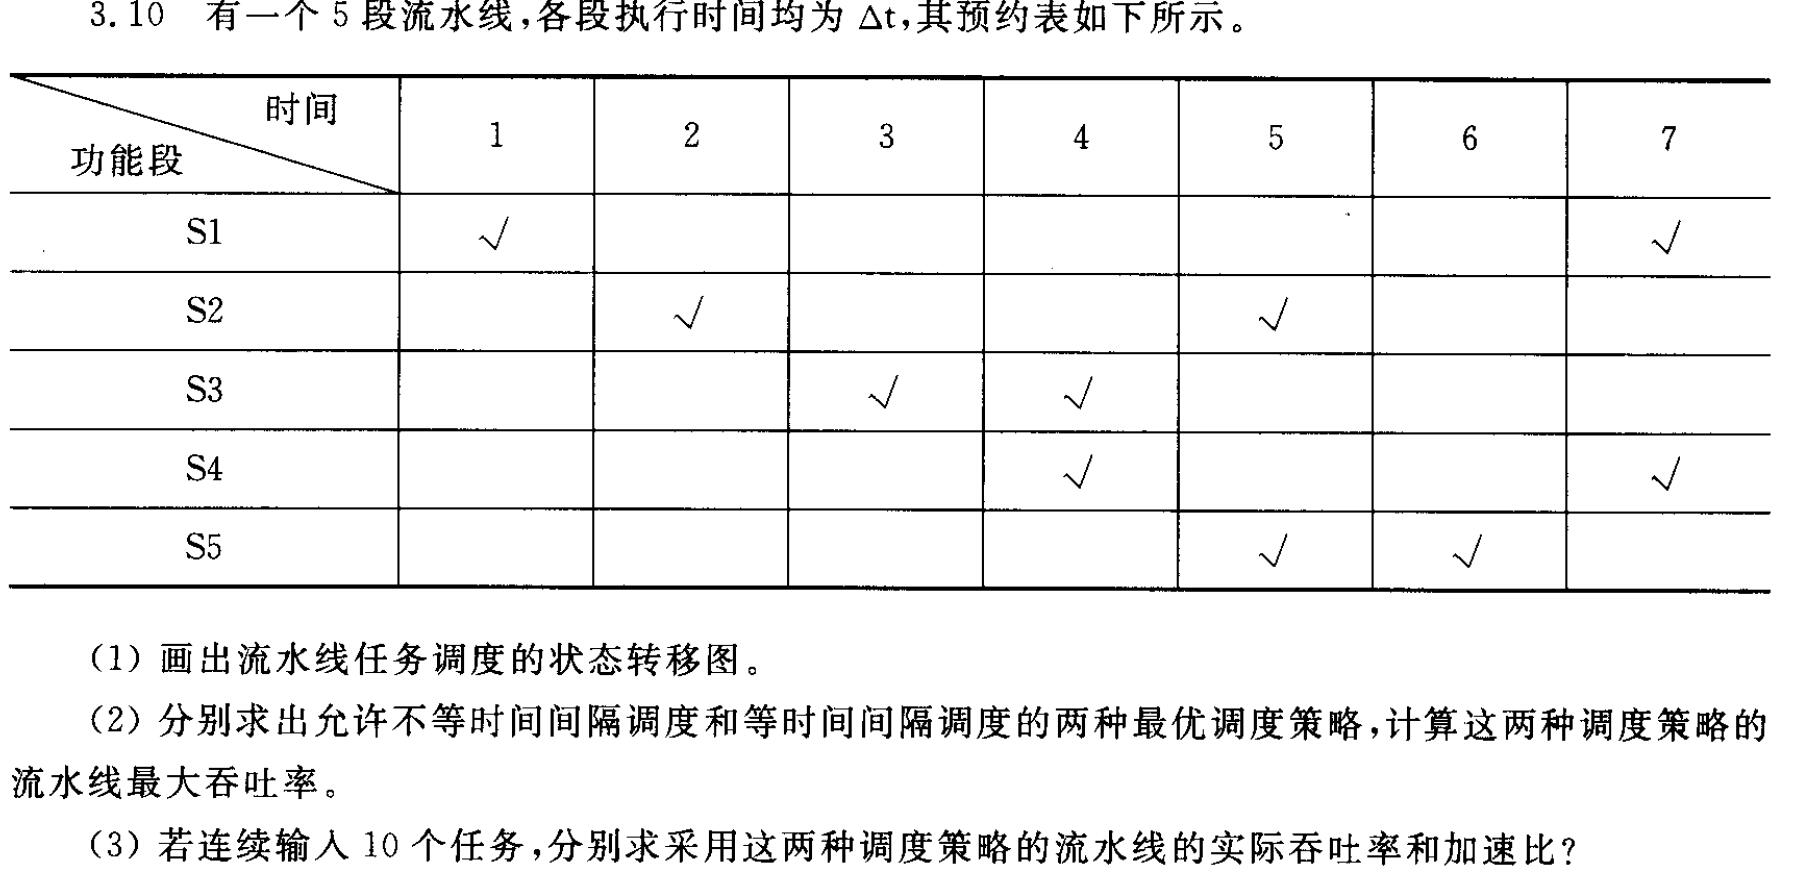 3.10 有一个 5 段流水线,各段执行时间均为 Δt,其预约表如下所示。
时间
功能段
1 2 3 4 5 6 7
S1 √ √
S2 √ √
S3 √ √
S4 √ √
S5 √ √
(1) 画出流水线任务调度的状态转移图。
(2) 分别求出允许不等时间间隔调度和等时间间隔调度的两种最优调度策略,计算这两种调度策略的
流水线最大吞吐率。
(3) 若连续输入 10 个任务,分别求采用这两种调度策略的流水线的实际吞吐率和加速比?